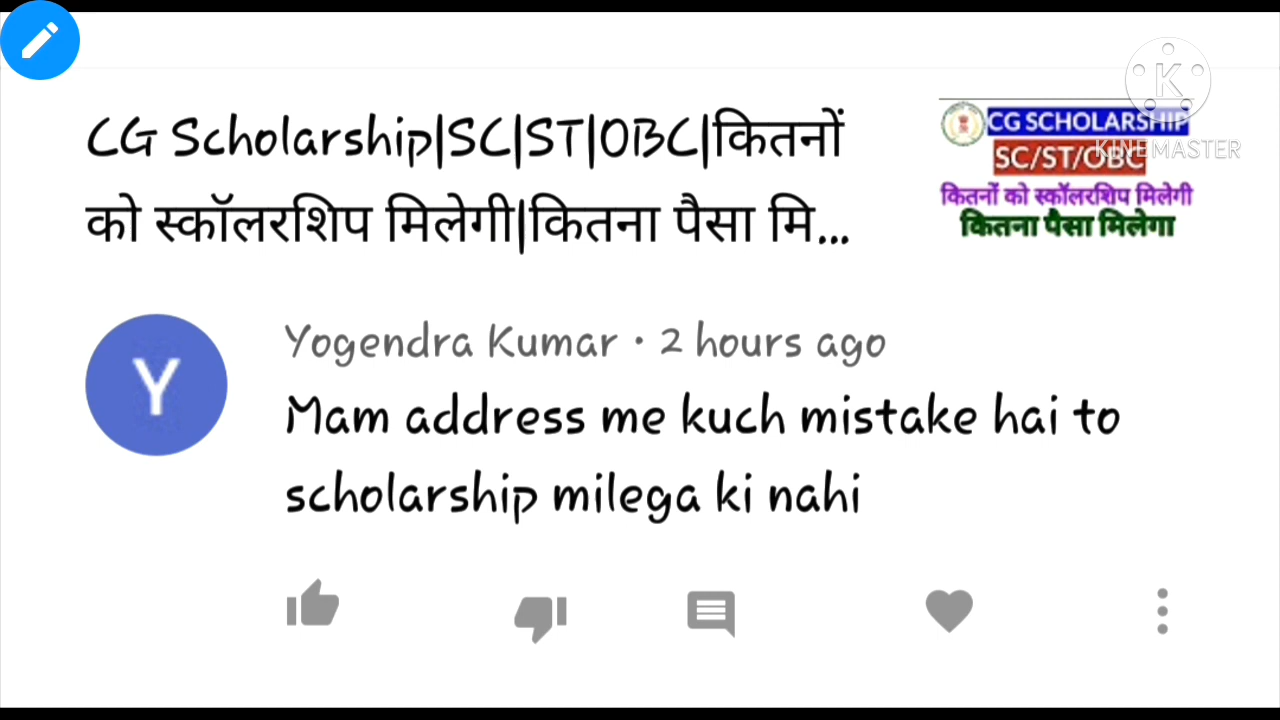 CG Scholarship|SC|ST|OBC|कितनों
को स्कॉलरशिप मिलेगी|कितना पैसा मि...
CG SCHOLARSHIP
SC/ST/OBC
कितनों को स्कॉलरशिप मिलेगी
कितना पैसा मिलेगा
K
KINEMASTER
Y
Yogendra Kumar • 2 hours ago
Mam address me kuch mistake hai to
scholarship milega ki nahi